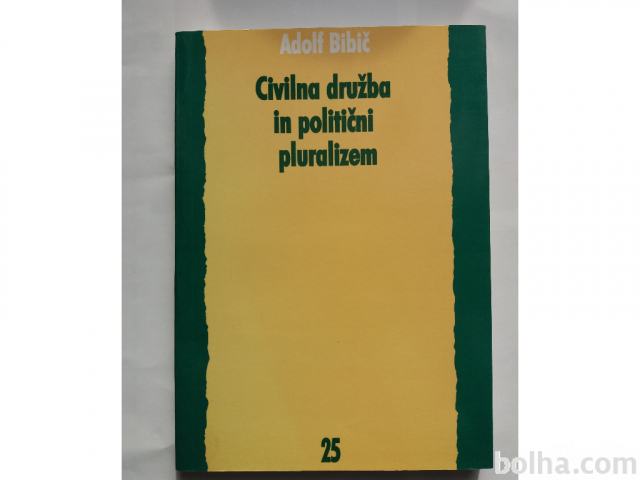 Adolf Bibič
Civilna družba
in politični
pluralizem
25
bolha.com